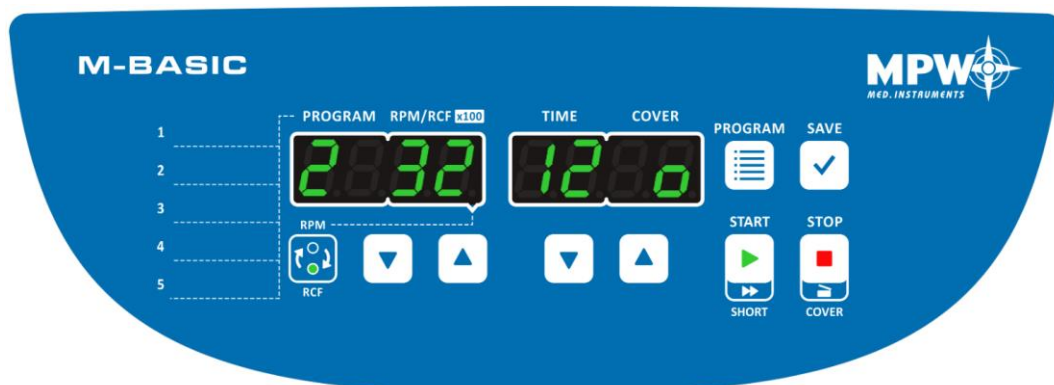 M-BASIC
MPW
MED. INSTRUMENTS
PROGRAM RPM/RCF x100 TIME COVER PROGRAM SAVE
1
2
3
4
5
2 32 12 o
RPM
RCF
START STOP
SHORT COVER